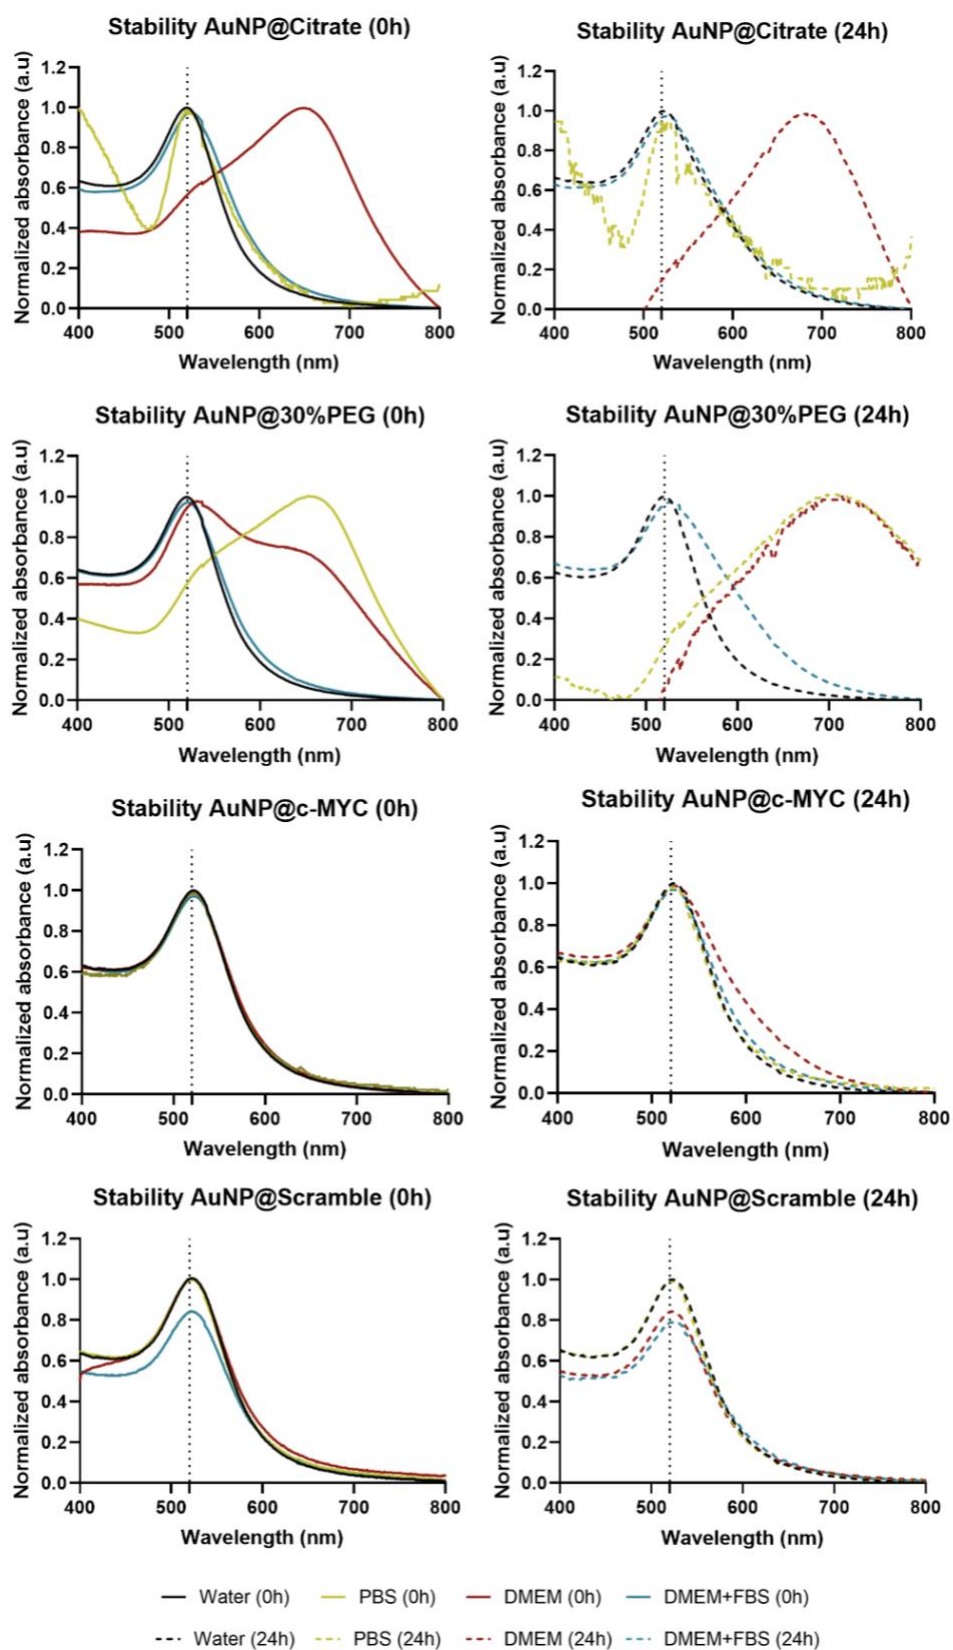 Stability AuNP@Citrate (0h)
Normalized absorbance (a.u)
1.2
1.0
0.8
0.6
0.4
0.2
0.0
400 500 600 700 800
Wavelength (nm)
Stability AuNP@Citrate (24h)
Normalized absorbance (a.u)
1.2
1.0
0.8
0.6
0.4
0.2
0.0
400 500 600 700 800
Wavelength (nm)
Stability AuNP@30%PEG (0h)
Normalized absorbance (a.u)
1.2
1.0
0.8
0.6
0.4
0.2
0.0
400 500 600 700 800
Wavelength (nm)
Stability AuNP@30%PEG (24h)
Normalized absorbance (a.u)
1.2
1.0
0.8
0.6
0.4
0.2
0.0
400 500 600 700 800
Wavelength (nm)
Stability AuNP@c-MYC (0h)
Normalized absorbance (a.u)
1.2
1.0
0.8
0.6
0.4
0.2
0.0
400 500 600 700 800
Wavelength (nm)
Stability AuNP@c-MYC (24h)
Normalized absorbance (a.u)
1.2
1.0
0.8
0.6
0.4
0.2
0.0
400 500 600 700 800
Wavelength (nm)
Stability AuNP@Scramble (0h)
Normalized absorbance (a.u)
1.2
1.0
0.8
0.6
0.4
0.2
0.0
400 500 600 700 800
Wavelength (nm)
Stability AuNP@Scramble (24h)
Normalized absorbance (a.u)
1.2
1.0
0.8
0.6
0.4
0.2
0.0
400 500 600 700 800
Wavelength (nm)
Water (0h) PBS (0h) DMEM (0h) DMEM+FBS (0h)
Water (24h) PBS (24h) DMEM (24h) DMEM+FBS (24h)